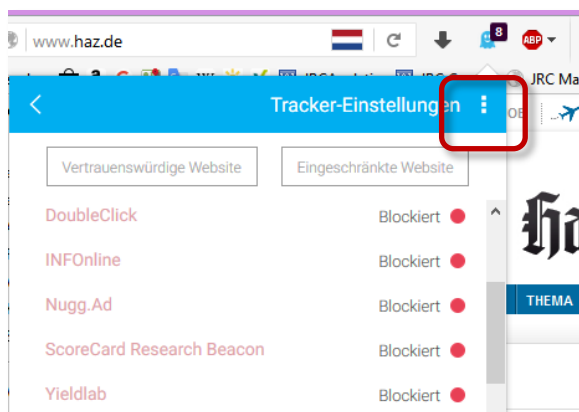 www.haz.de
8
ABP
JRC Ma
Tracker-Einstellungen
Vertrauenswürdige Website
Eingeschränkte Website
DoubleClick Blockiert
INFOnline Blockiert
Nugg.Ad Blockiert
ScoreCard Research Beacon Blockiert
Yieldlab Blockiert
THEMA